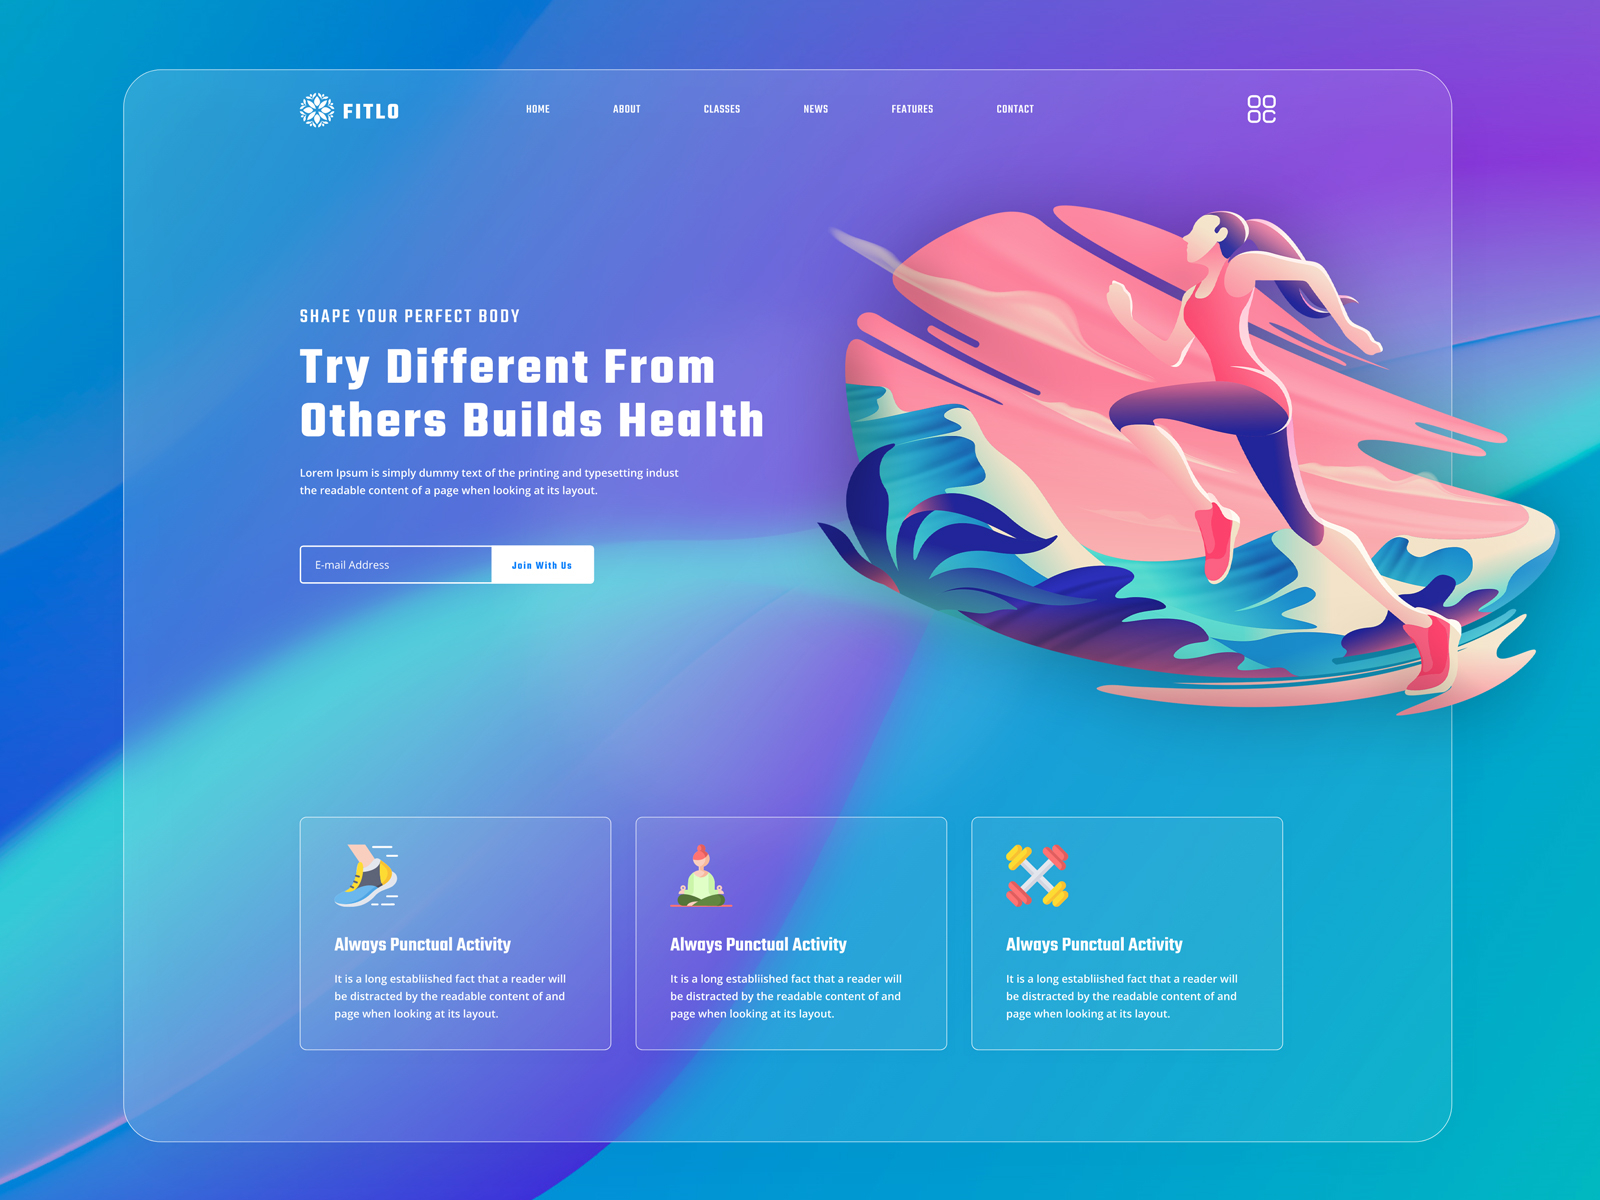 FITLO
HOME
ABOUT
CLASSES
NEWS
FEATURES
CONTACT
SHAPE YOUR PERFECT BODY
Try Different From
Others Builds Health
Lorem Ipsum is simply dummy text of the printing and typesetting indust
the readable content of a page when looking at its layout.
E-mail Address
Join With Us
Always Punctual Activity
It is a long establiished fact that a reader will
be distracted by the readable content of and
page when looking at its layout.
Always Punctual Activity
It is a long establiished fact that a reader will
be distracted by the readable content of and
page when looking at its layout.
Always Punctual Activity
It is a long establiished fact that a reader will
be distracted by the readable content of and
page when looking at its layout.